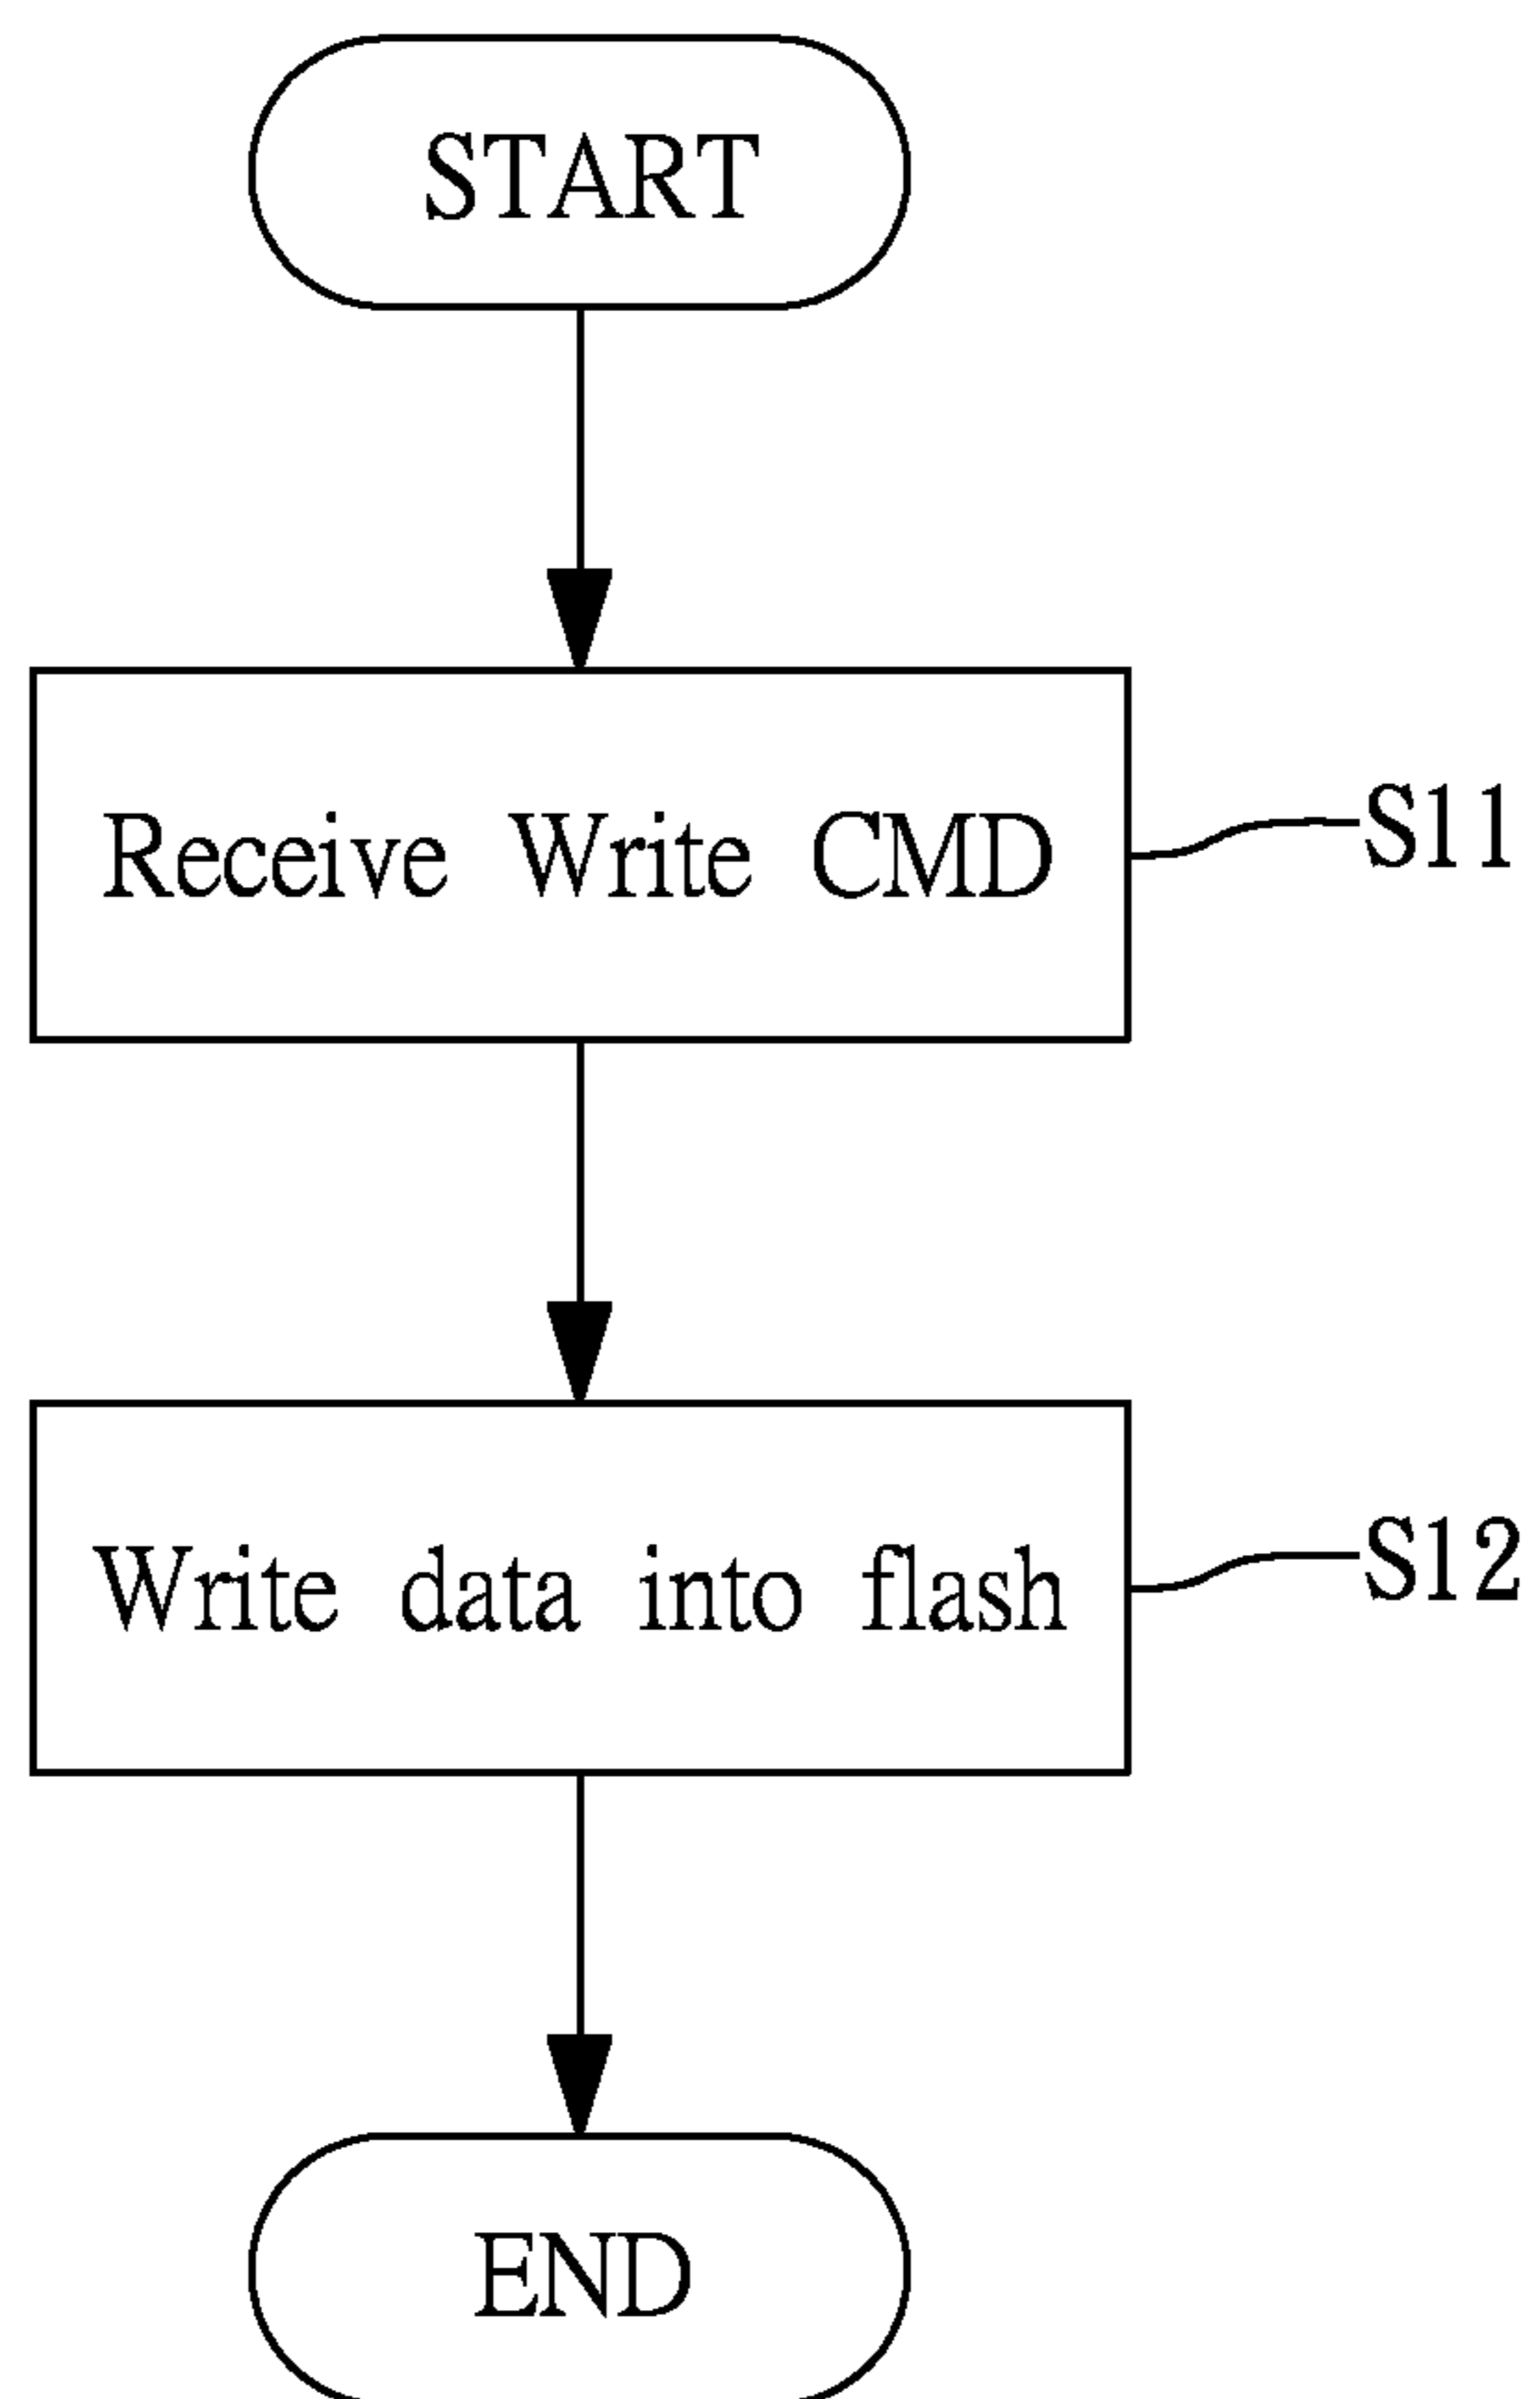 START
Receive Write CMD
S11
Write data into flash
S12
END